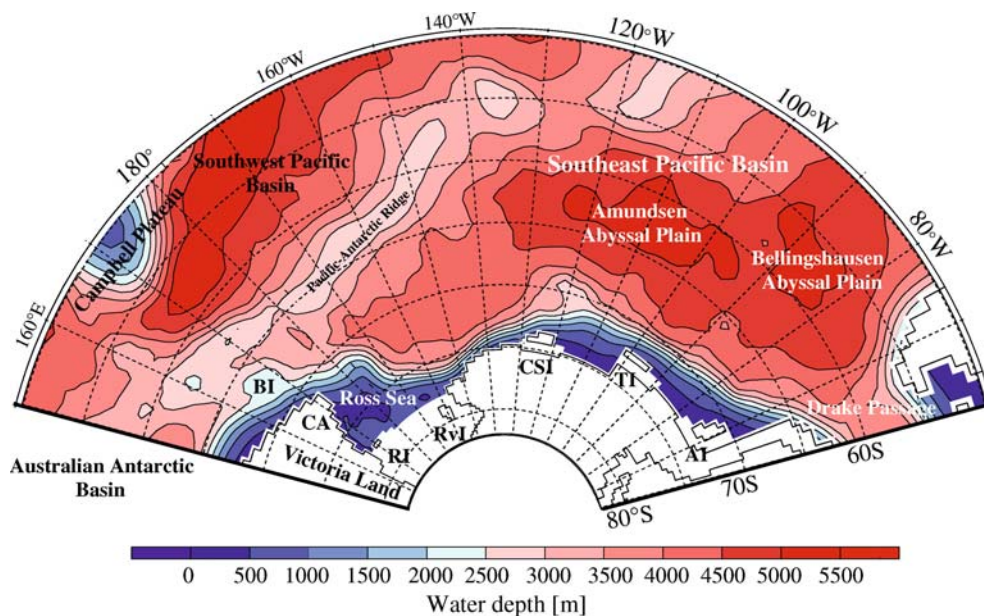 140°W
120°W
160°W
100°W
180°
Southwest Pacific
Basin
Southeast Pacific Basin
Campbell Plateau
Pacific Antarctic Ridge
Amundsen
Abyssal Plain
80°W
Bellingshausen
Abyssal Plain
160°E
BI
Ross Sea
CSI
TI
CA
RvI
RI
Drake Passage
Victoria Land
AI
60S
70S
80°S
Australian Antarctic
Basin
0 500 1000 1500 2000 2500 3000 3500 4000 4500 5000 5500
Water depth [m]